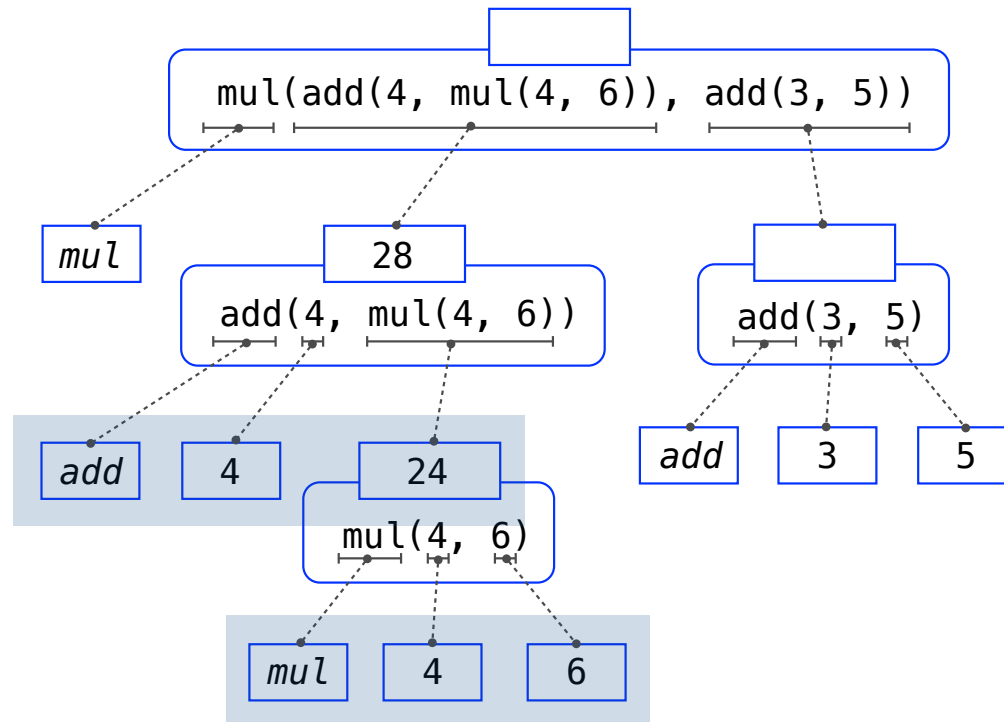 mul(add(4, mul(4, 6)), add(3, 5))
mul
28
add(4, mul(4, 6))
add(3, 5)
add
4
24
add
3
5
mul(4, 6)
mul
4
6